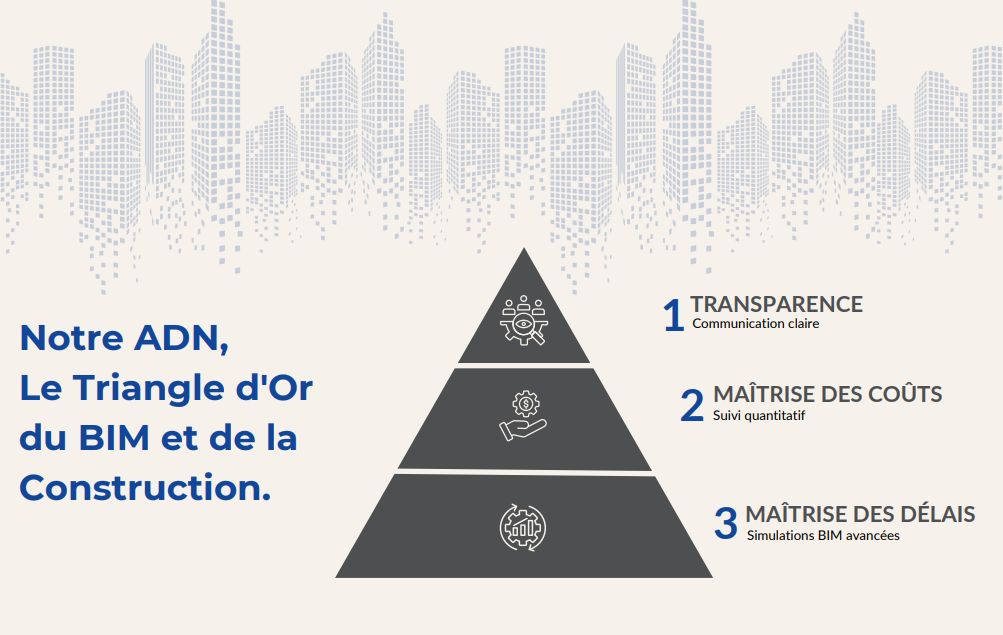 Notre ADN,
Le Triangle d'Or
du BIM et de la
Construction.
1 TRANSPARENCE
Communication claire
2 MAÎTRISE DES COÛTS
Suivi quantitatif
3 MAÎTRISE DES DÉLAIS
Simulations BIM avancées
$